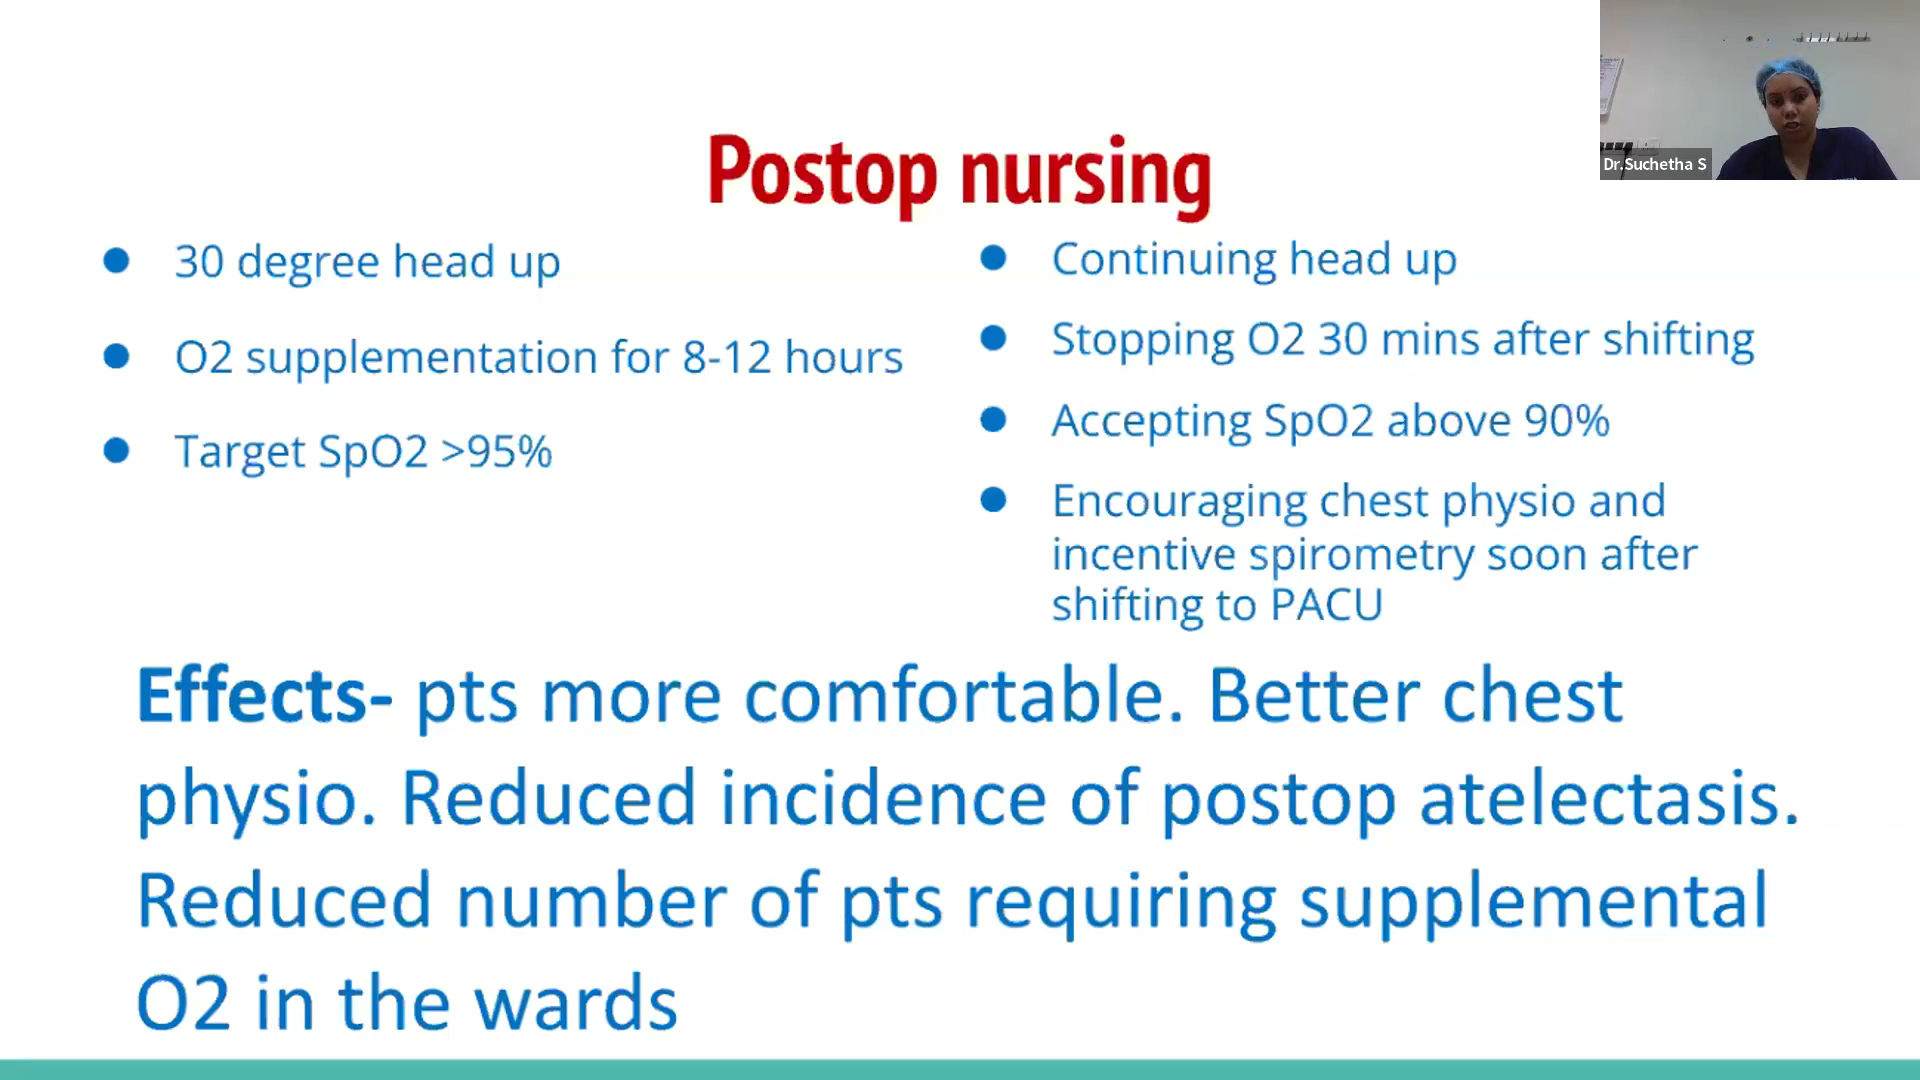 Dr.Suchetha S
Postop nursing
30 degree head up
O2 supplementation for 8-12 hours
Target SpO2 >95%
Continuing head up
Stopping O2 30 mins after shifting
Accepting SpO2 above 90%
Encouraging chest physio and
incentive spirometry soon after
shifting to PACU
Effects- pts more comfortable. Better chest
physio. Reduced incidence of postop atelectasis.
Reduced number of pts requiring supplemental
O2 in the wards